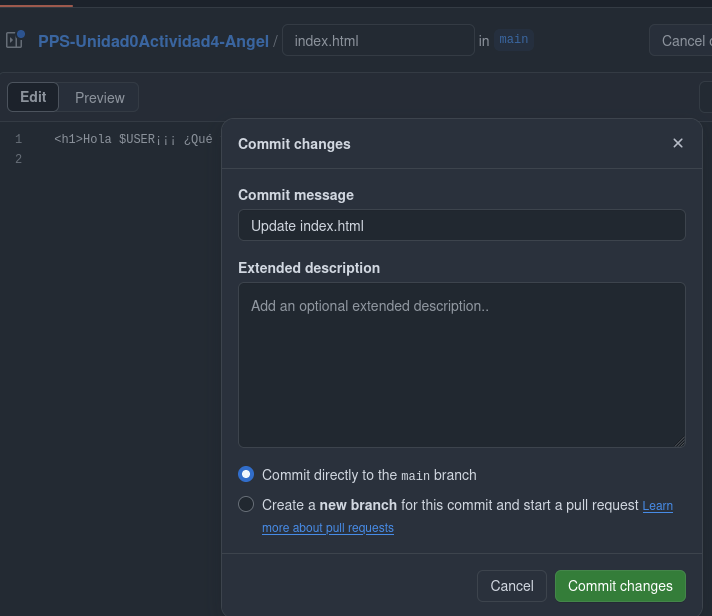 PPS-Unidad0Actividad4-Angel / index.html in main Cancel
Edit Preview
1 <h1>Hola $USER¡¡¡ ¿Qué
2
Commit changes
Commit message
Update index.html
Extended description
Add an optional extended description..
Commit directly to the main branch
Create a new branch for this commit and start a pull request Learn
more about pull requests
Cancel Commit changes